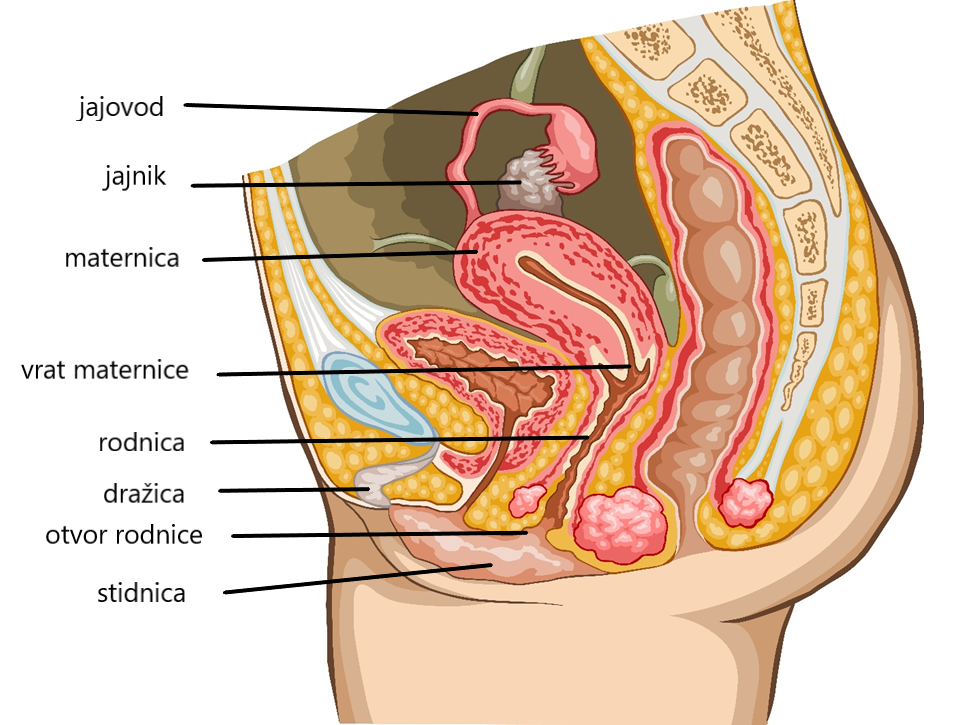 jajovod
jajnik
maternica
vrat maternice
rodnica
dražica
otvor rodnice
stidnica